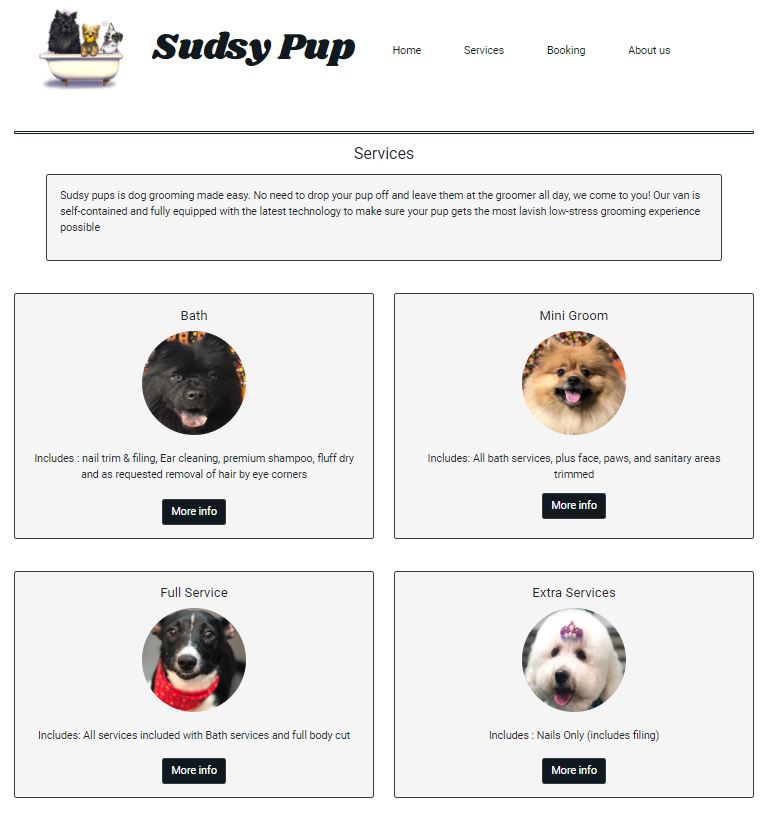 Sudsy Pup
Home
Services
Booking
About us
Services
Sudsy pups is dog grooming made easy. No need to drop your pup off and leave them at the groomer all day, we come to you! Our van is
self-contained and fully equipped with the latest technology to make sure your pup gets the most lavish low-stress grooming experience
possible
Bath
Includes : nail trim & filing, Ear cleaning, premium shampoo, fluff dry
and as requested removal of hair by eye corners
More info
Mini Groom
Includes: All bath services, plus face, paws, and sanitary areas
trimmed
More info
Full Service
Includes: All services included with Bath services and full body cut
More info
Extra Services
Includes : Nails Only (includes filing)
More info